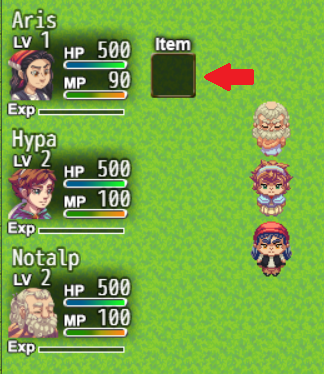 Aris
LV 1 HP 500
MP 90
Exp
Item
Hypa
LV 2 HP 500
MP 100
Exp
Notalp
LV 2 HP 500
MP 100
Exp